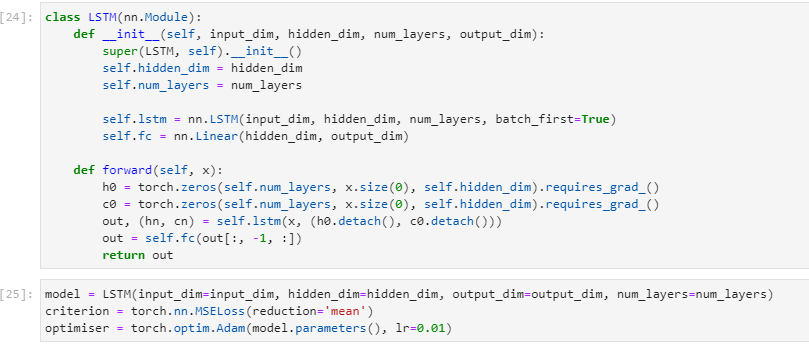 [24]: class LSTM(nn.Module):
    def __init__(self, input_dim, hidden_dim, num_layers, output_dim):
        super(LSTM, self).__init__()
        self.hidden_dim = hidden_dim
        self.num_layers = num_layers

        self.lstm = nn.LSTM(input_dim, hidden_dim, num_layers, batch_first=True)
        self.fc = nn.Linear(hidden_dim, output_dim)

    def forward(self, x):
        h0 = torch.zeros(self.num_layers, x.size(0), self.hidden_dim).requires_grad_()
        c0 = torch.zeros(self.num_layers, x.size(0), self.hidden_dim).requires_grad_()
        out, (hn, cn) = self.lstm(x, (h0.detach(), c0.detach()))
        out = self.fc(out[:, -1, :])
        return out

[25]: model = LSTM(input_dim=input_dim, hidden_dim=hidden_dim, output_dim=output_dim, num_layers=num_layers)
criterion = torch.nn.MSELoss(reduction='mean')
optimiser = torch.optim.Adam(model.parameters(), lr=0.01)